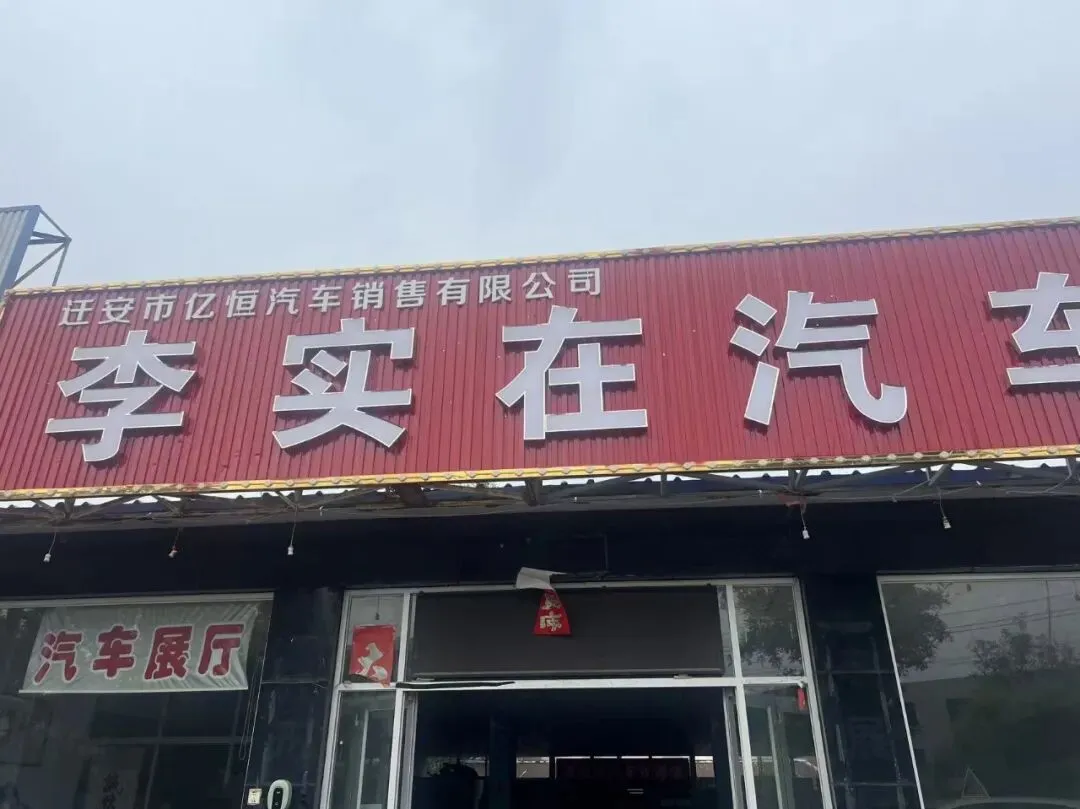 迁安市亿恒汽车销售有限公司
李实在汽车
汽车展厅